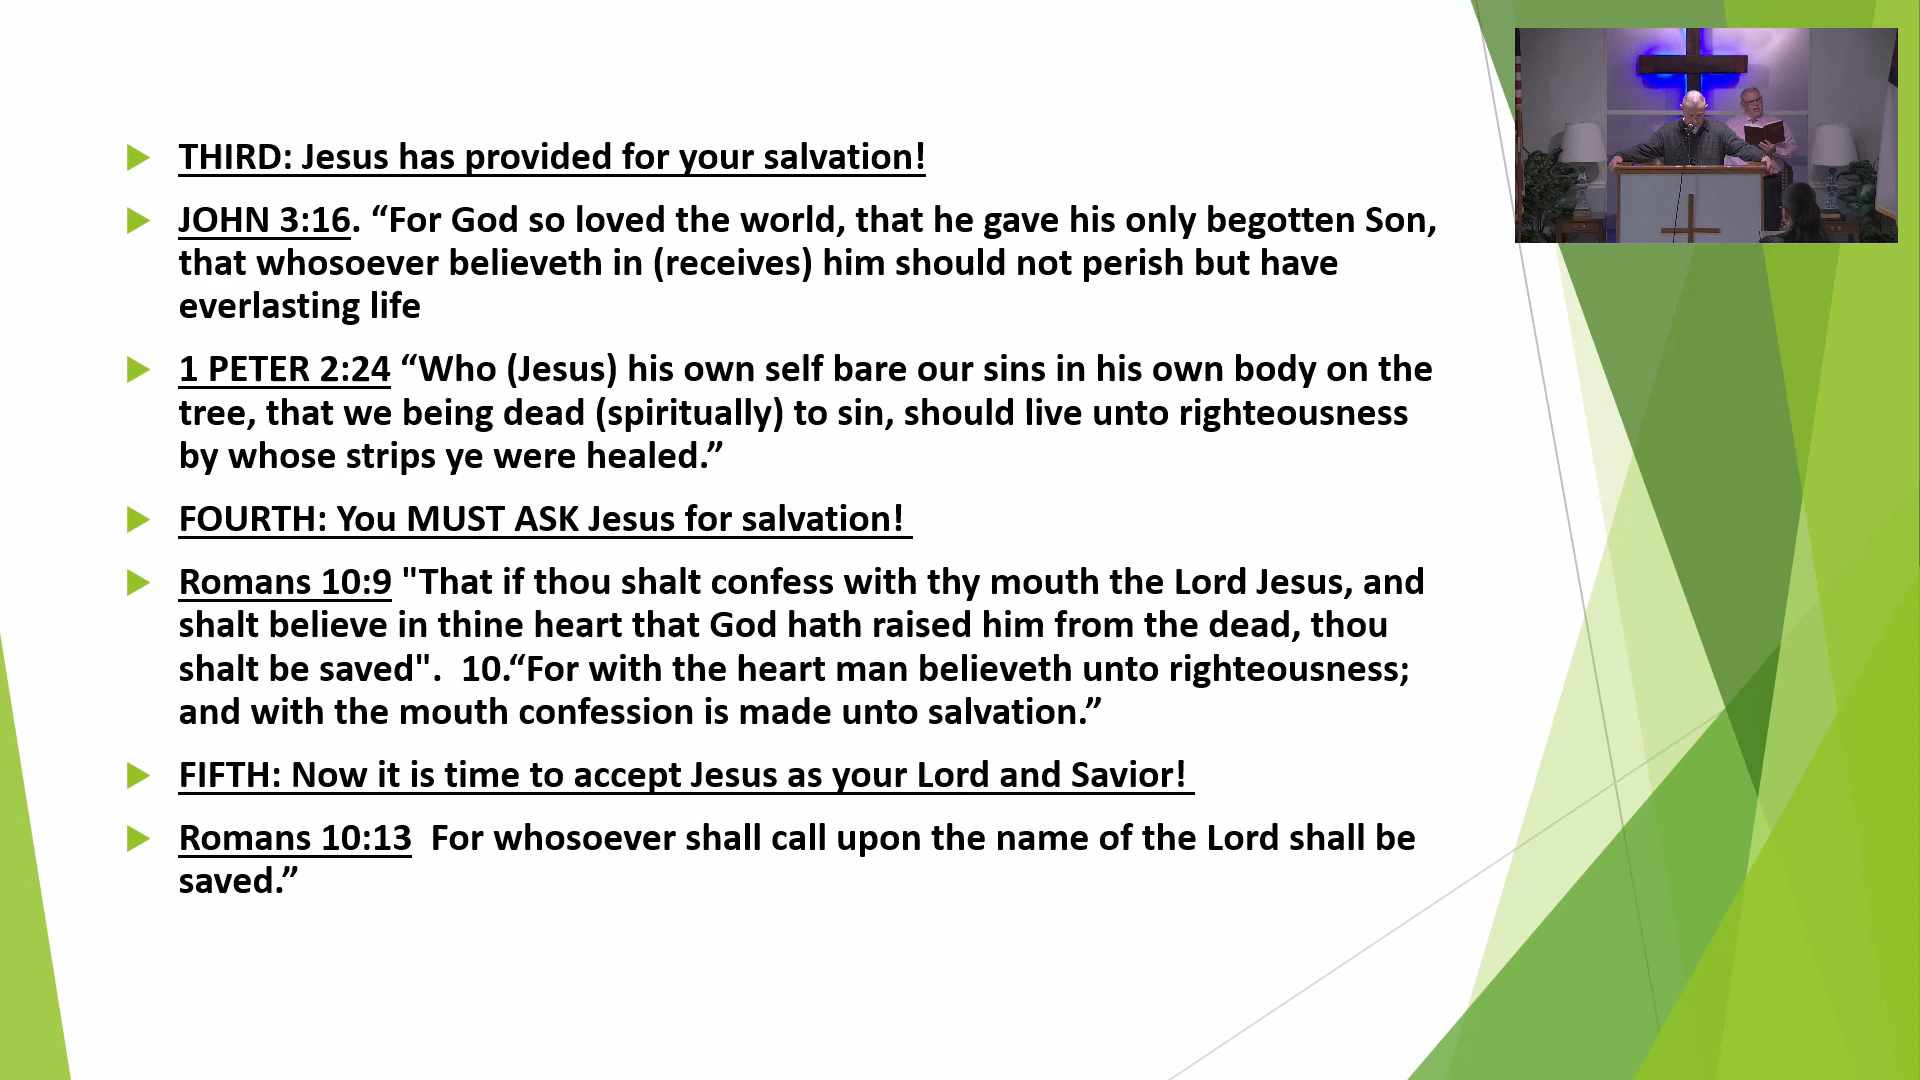 THIRD: Jesus has provided for your salvation!
JOHN 3:16. “For God so loved the world, that he gave his only begotten Son,
that whosoever believeth in (receives) him should not perish but have
everlasting life
1 PETER 2:24 “Who (Jesus) his own self bare our sins in his own body on the
tree, that we being dead (spiritually) to sin, should live unto righteousness
by whose strips ye were healed.”
FOURTH: You MUST ASK Jesus for salvation!
Romans 10:9 "That if thou shalt confess with thy mouth the Lord Jesus, and
shalt believe in thine heart that God hath raised him from the dead, thou
shalt be saved".  10.“For with the heart man believeth unto righteousness;
and with the mouth confession is made unto salvation.”
FIFTH: Now it is time to accept Jesus as your Lord and Savior!
Romans 10:13  For whosoever shall call upon the name of the Lord shall be
saved.”